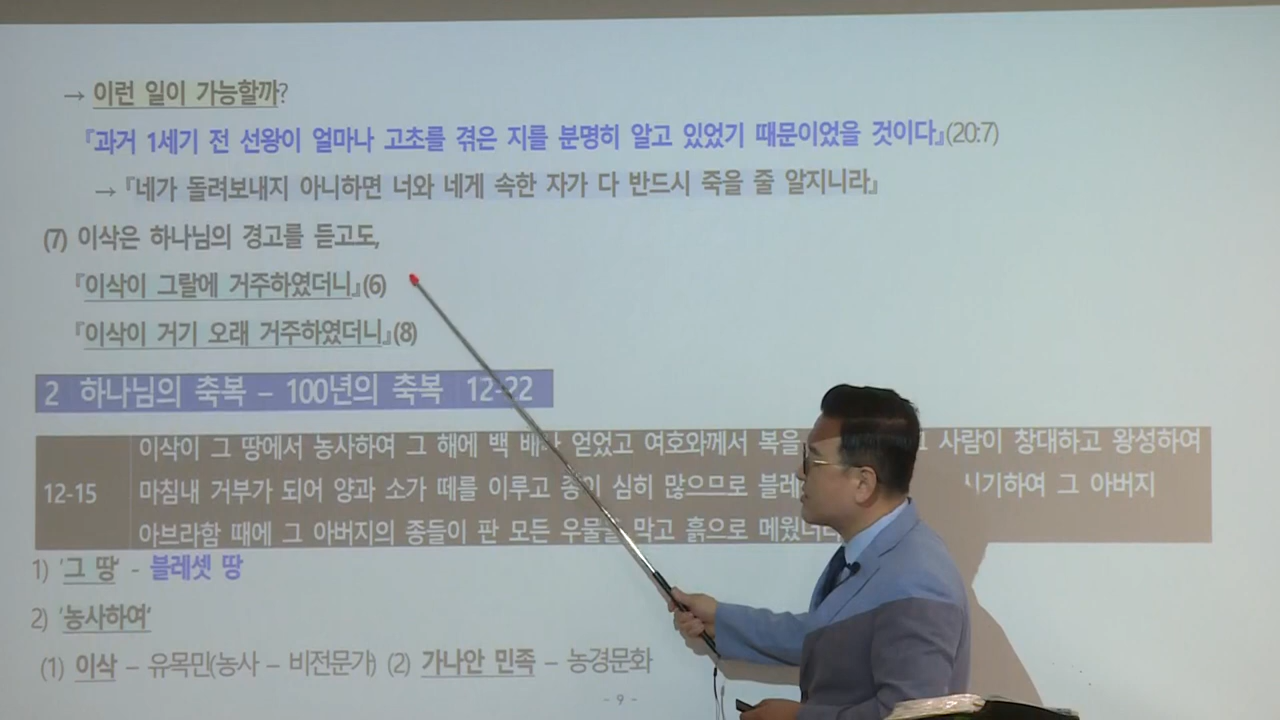 → 이런 일이 가능할까?
『과거 1세기 전 선왕이 얼마나 고초를 겪은 지를 분명히 알고 있었기 때문이었을 것이다』(20:7)
→ 『네가 돌려보내지 아니하면 너와 네게 속한 자가 다 반드시 죽을 줄 알지니라』
(7) 이삭은 하나님의 경고를 듣고도,
『이삭이 그랄에 거주하였더니』(6)
『이삭이 거기 오래 거주하였더니』(8)
2 하나님의 축복 – 100년의 축복 12-22
이삭이 그 땅에서 농사하여 그 해에 백 배나 얻었고 여호와께서 복을 사람이 창대하고 왕성하여
12-15 마침내 거부가 되어 양과 소가 떼를 이루고 종이 심히 많으므로 블레 시기하여 그 아버지
아브라함 때에 그 아버지의 종들이 판 모든 우물을 막고 흙으로 메웠더라
1) '그 땅' - 블레셋 땅
2) '농사하여'
(1) 이삭 – 유목민(농사 – 비전문가) (2) 가나안 민족 – 농경문화
- 9 -